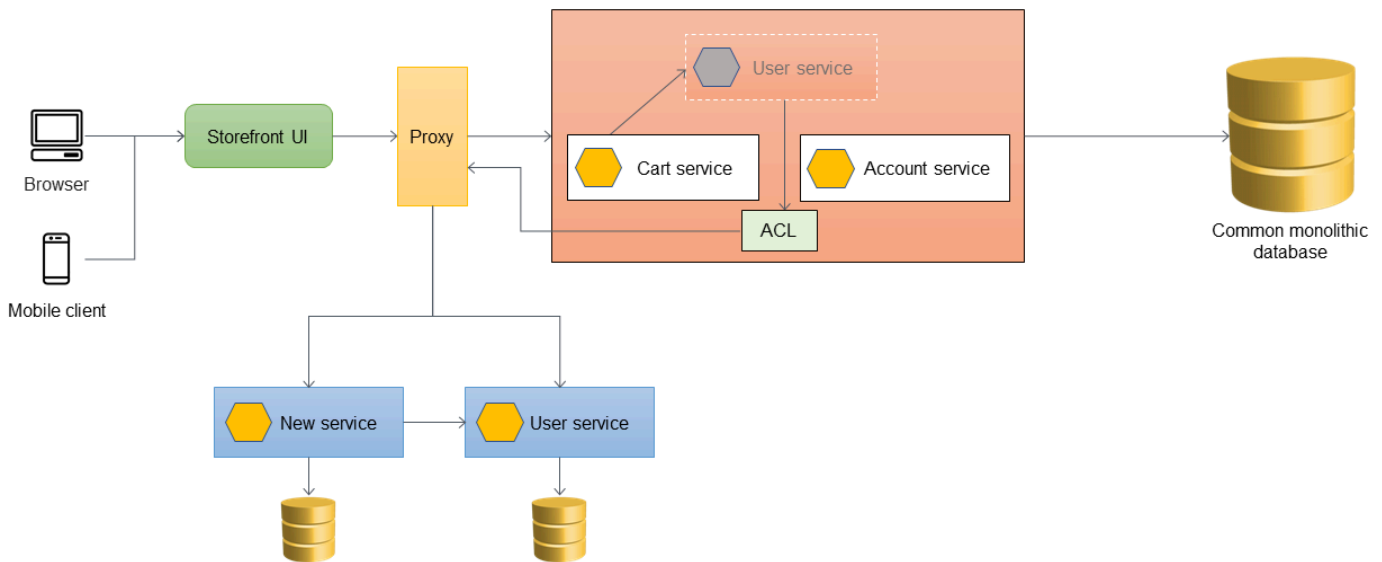 User service
Storefront UI
Proxy
Cart service
Account service
Browser
ACL
Common monolithic
database
Mobile client
New service
User service